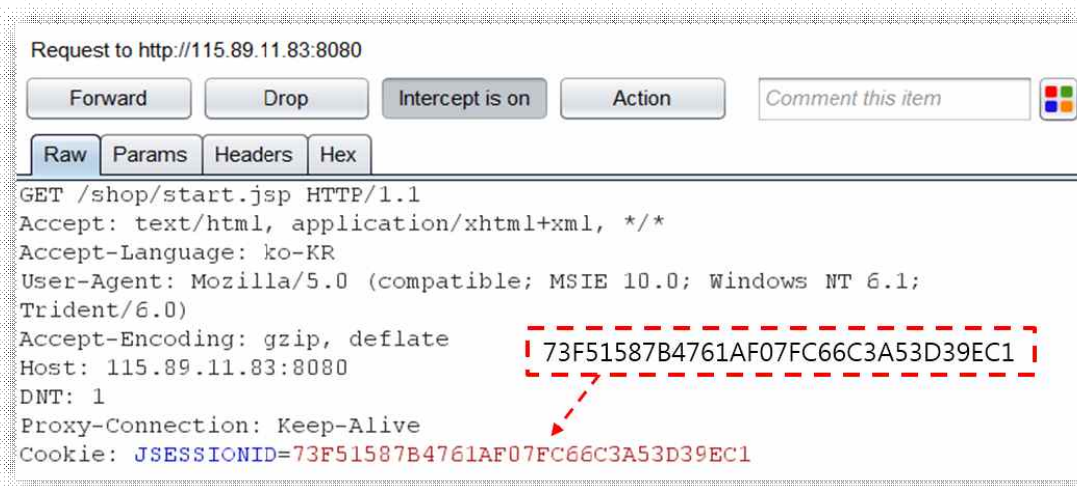 Request to http://115.89.11.83:8080
Forward Drop Intercept is on Action Comment this item
Raw Params Headers Hex
GET /shop/start.jsp HTTP/1.1
Accept: text/html, application/xhtml+xml, */*
Accept-Language: ko-KR
User-Agent: Mozilla/5.0 (compatible; MSIE 10.0; Windows NT 6.1;
Trident/6.0)
Accept-Encoding: gzip, deflate
73F51587B4761AF07FC66C3A53D39EC1
Host: 115.89.11.83:8080
DNT: 1
Proxy-Connection: Keep-Alive
Cookie: JSESSIONID=73F51587B4761AF07FC66C3A53D39EC1